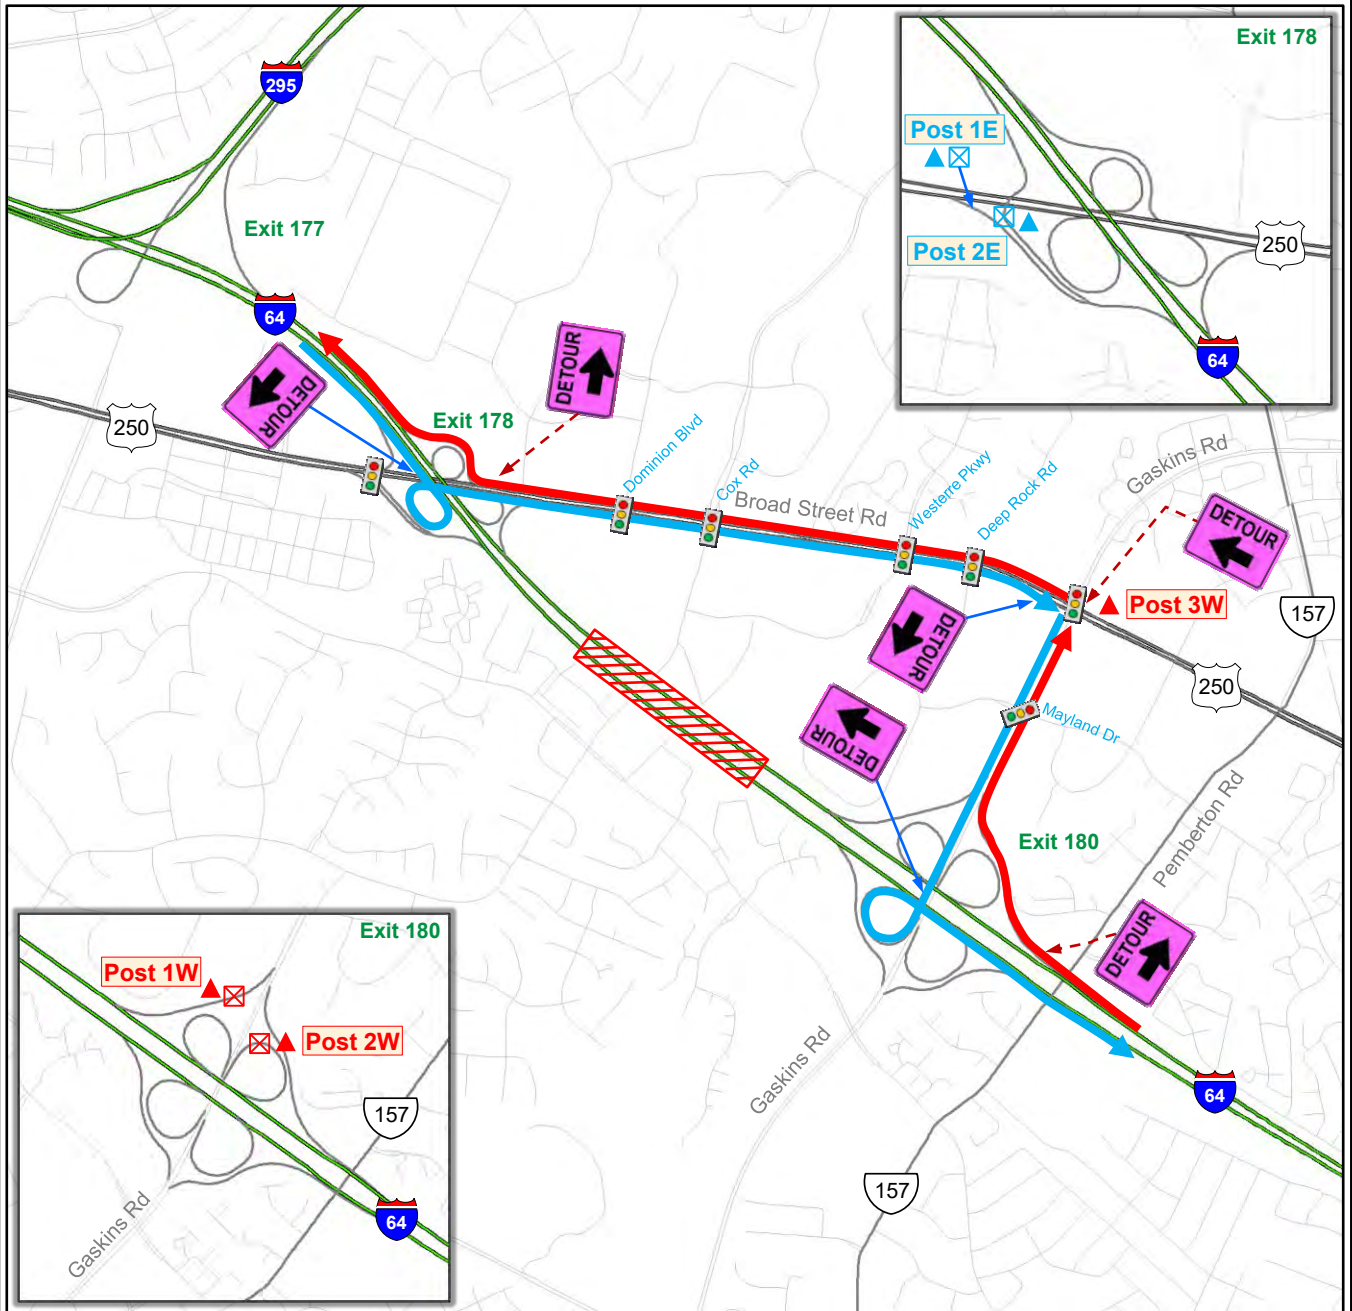 295
Exit 177
64
DETOUR
250
Exit 178
DETOUR
Dominion Blvd
Cox Rd
Broad Street Rd
Westerre Pkwy
Deep Rock Rd
Gaskins Rd
DETOUR
Post 3W
157
250
DETOUR
DETOUR
Mayland Dr
Exit 180
Pemberton Rd
DETOUR
Gaskins Rd
64
157
Exit 178
Post 1E
Post 2E
250
64
Exit 180
Post 1W
Post 2W
157
Gaskins Rd
64